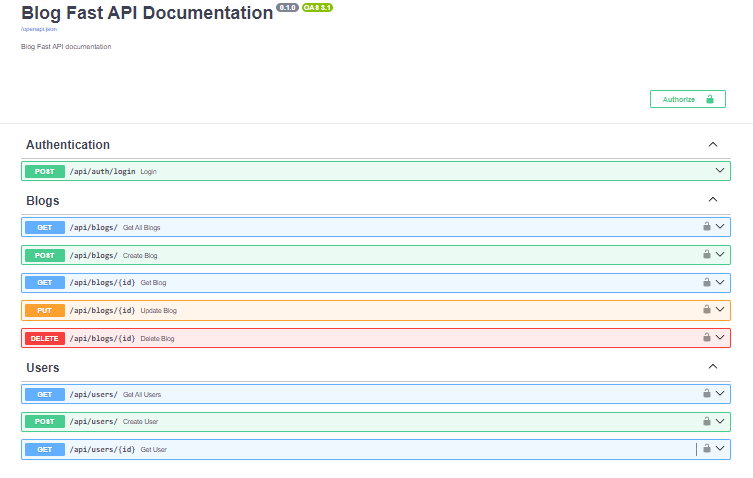 Blog Fast API Documentation 0.1.0 OAS 3.1
/openapi.json
Blog Fast API documentation
Authorize
Authentication
POST /api/auth/login Login
Blogs
GET /api/blogs/ Get All Blogs
POST /api/blogs/ Create Blog
GET /api/blogs/{id} Get Blog
PUT /api/blogs/{id} Update Blog
DELETE /api/blogs/{id} Delete Blog
Users
GET /api/users/ Get All Users
POST /api/users/ Create User
GET /api/users/{id} Get User